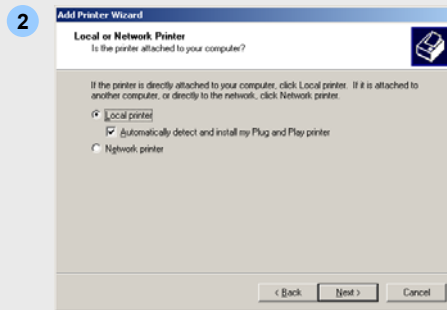 2
Add Printer Wizard
Local or Network Printer
Is the printer attached to your computer?
If the printer is directly attached to your computer, click Local printer. If it is attached to
another computer, or directly to the network, click Network printer.
Local printer
Automatically detect and install my Plug and Play printer
Network printer
< Back
Next >
Cancel